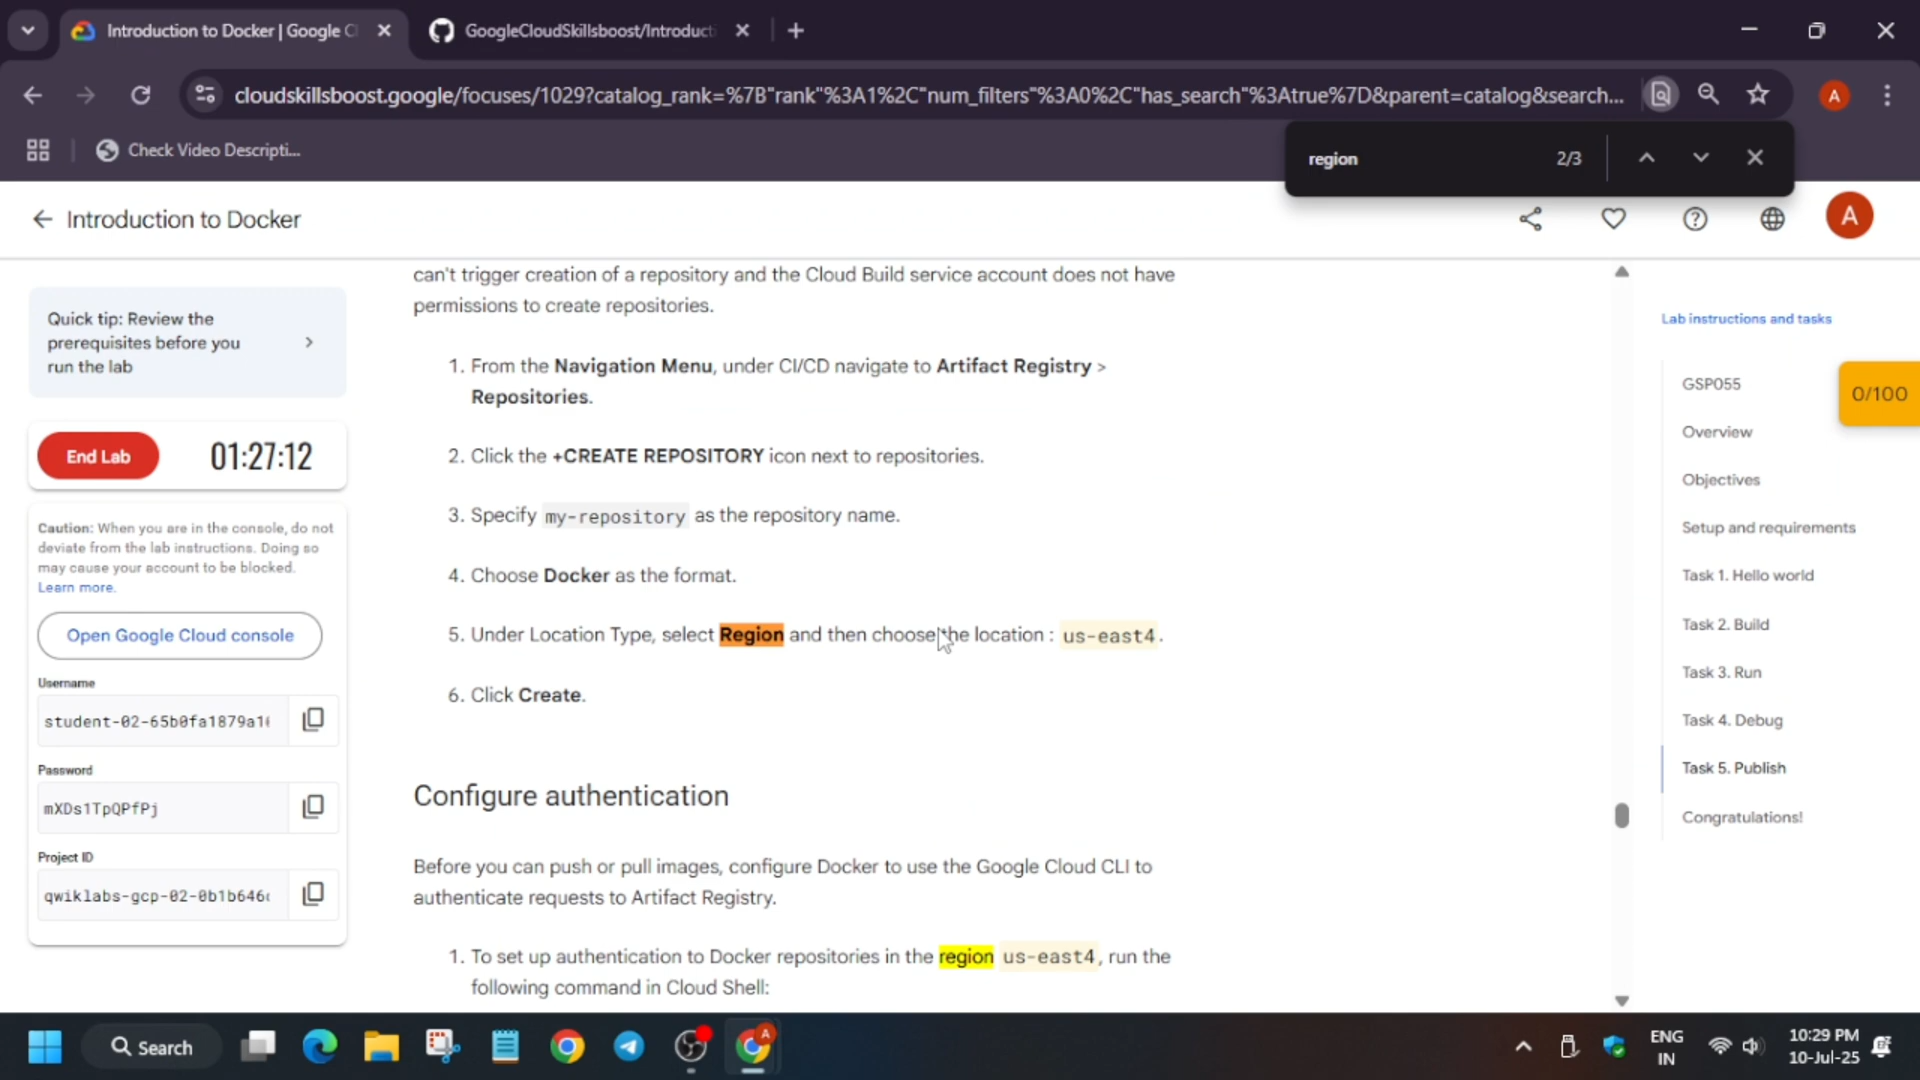 Introduction to Docker | Google Cl
GoogleCloudSkillsboost/Introducti
cloudskillsboost.google/focuses/1029?catalog_rank=%7B"rank"%3A1%2C"num_filters"%3A0%2C"has_search"%3Atrue%7D&parent=catalog&search...
A
Check Video Descripti...
region
2/3
Introduction to Docker
A
Quick tip: Review the
prerequisites before you
run the lab
End Lab
01:27:12
Caution: When you are in the console, do not
deviate from the lab instructions. Doing so
may cause your account to be blocked.
Learn more.
Open Google Cloud console
Username
student-02-65b0fa1879a1
Password
mXDs1TpQPfPj
Project ID
qwiklabs-gcp-02-0b1b646
can't trigger creation of a repository and the Cloud Build service account does not have
permissions to create repositories.
1. From the Navigation Menu, under CI/CD navigate to Artifact Registry >
Repositories.
2. Click the +CREATE REPOSITORY icon next to repositories.
3. Specify my-repository as the repository name.
4. Choose Docker as the format.
5. Under Location Type, select Region and then choose the location : us-east4.
6. Click Create.
Configure authentication
Before you can push or pull images, configure Docker to use the Google Cloud CLI to
authenticate requests to Artifact Registry.
1. To set up authentication to Docker repositories in the region us-east4, run the
following command in Cloud Shell:
Lab instructions and tasks
GSP055
0/100
Overview
Objectives
Setup and requirements
Task 1. Hello world
Task 2. Build
Task 3. Run
Task 4. Debug
Task 5. Publish
Congratulations!
Search
A
ENG
IN
10:29 PM
10-Jul-25